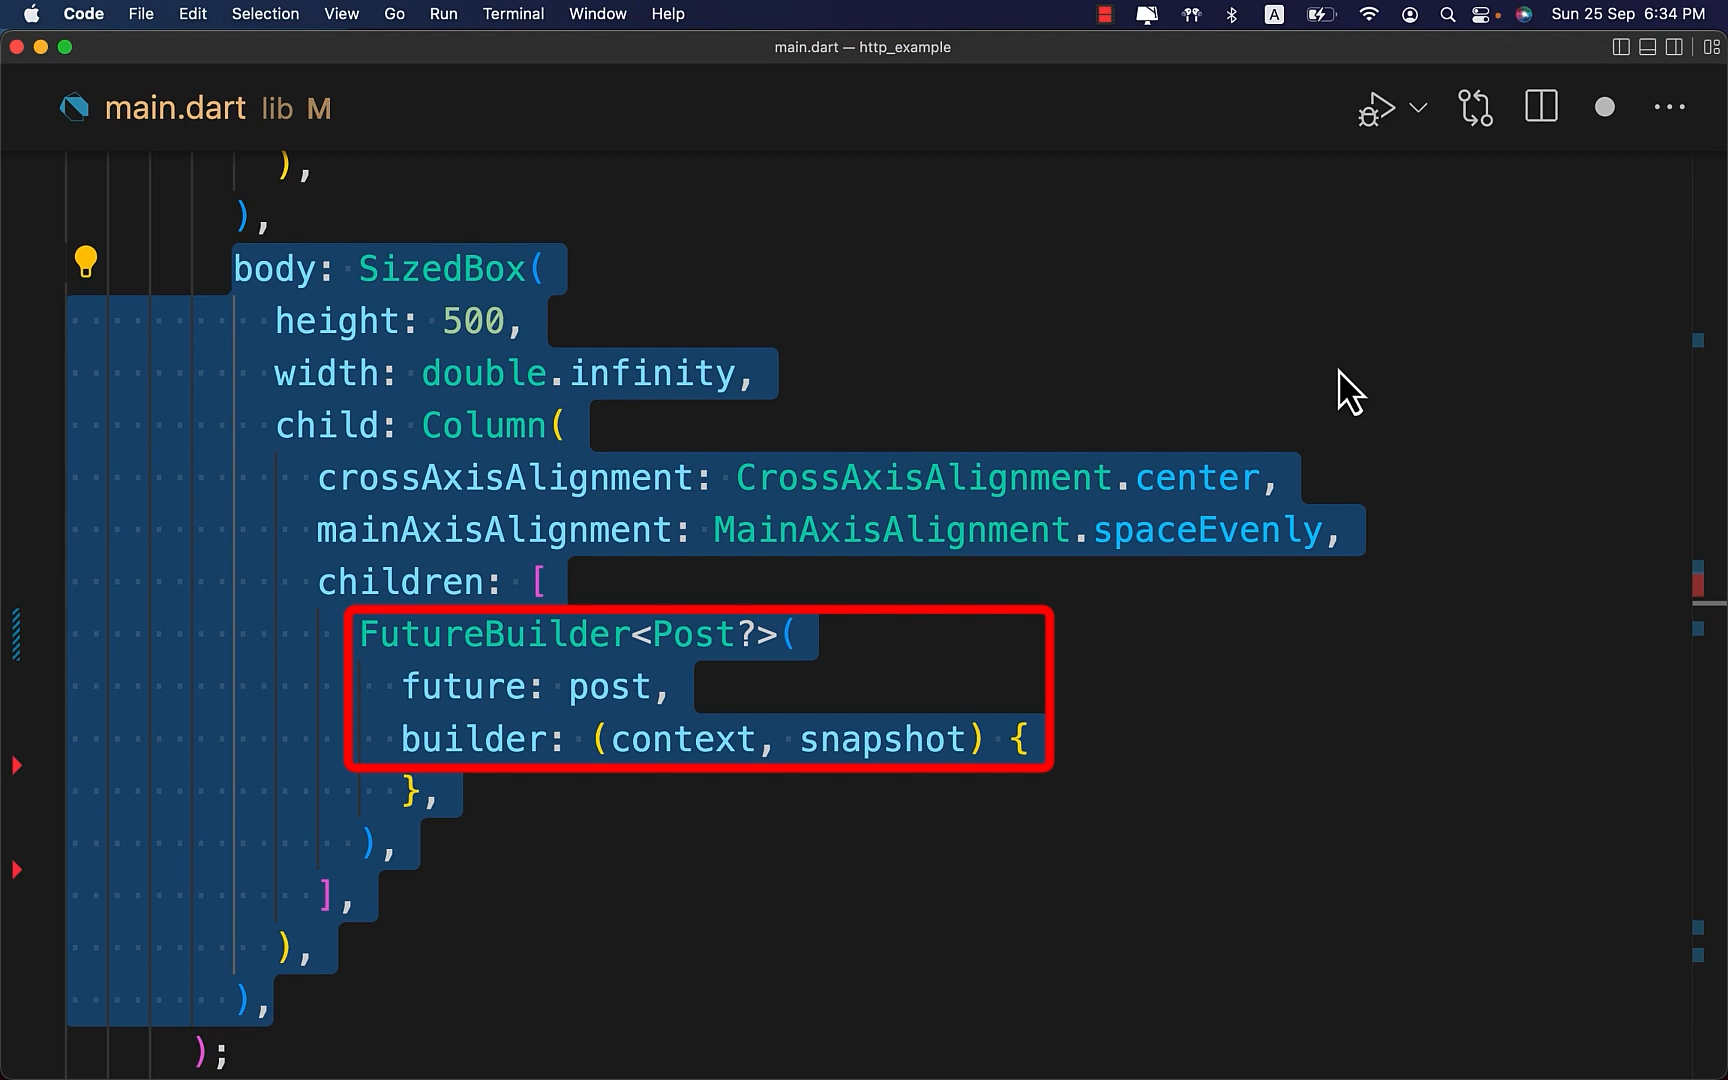 Code File Edit Selection View Go Run Terminal Window Help A Sun 25 Sep 6:34 PM
main.dart — http_example
main.dart lib M
),
),
body: SizedBox(
height: 500,
width: double.infinity,
child: Column(
crossAxisAlignment: CrossAxisAlignment.center,
mainAxisAlignment: MainAxisAlignment.spaceEvenly,
children: [
FutureBuilder<Post?>(
future: post,
builder: (context, snapshot) {
},
),
],
),
),
);